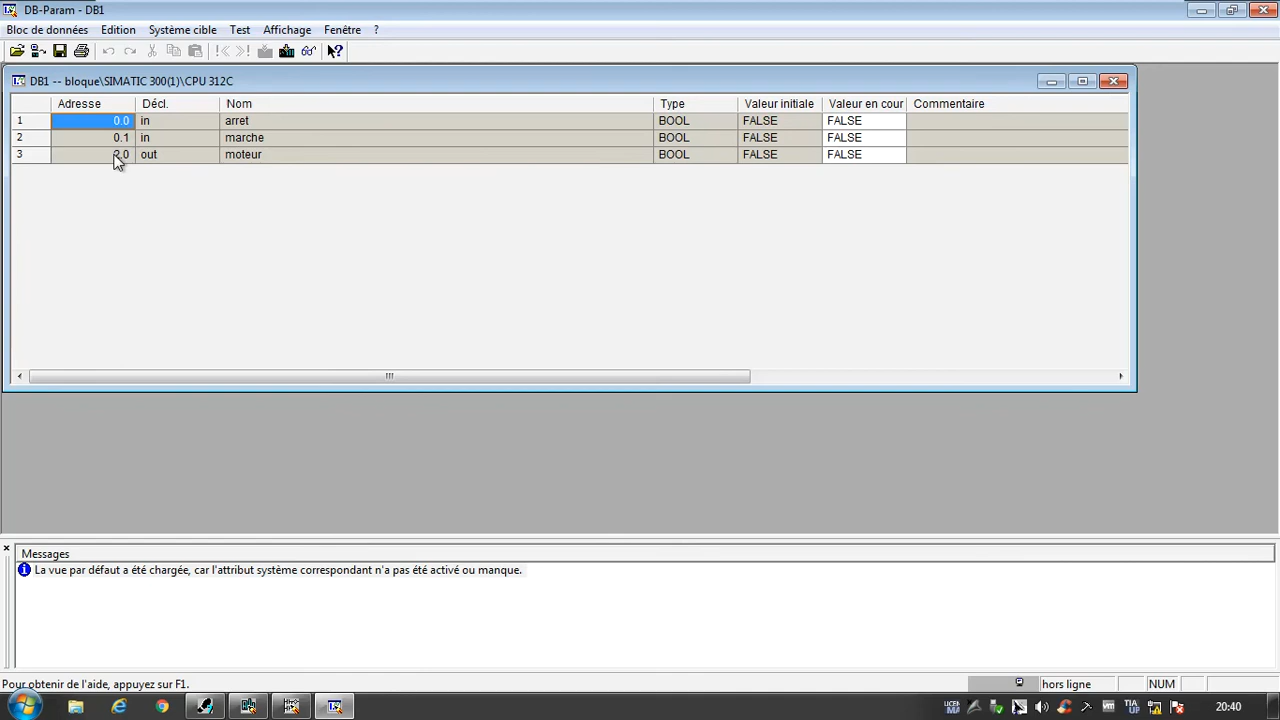 DB-Param - DB1
Bloc de données Edition Système cible Test Affichage Fenêtre ?
DB1 -- bloque\SIMATIC 300(1)\CPU 312C
Adresse Décl. Nom Type Valeur initiale Valeur en cour Commentaire
1 0.0 in arret BOOL FALSE FALSE
2 0.1 in marche BOOL FALSE FALSE
3 2.0 out moteur BOOL FALSE FALSE
Messages
La vue par défaut a été chargée, car l'attribut système correspondant n'a pas été activé ou manque.
Pour obtenir de l'aide, appuyez sur F1.
hors ligne NUM
20:40